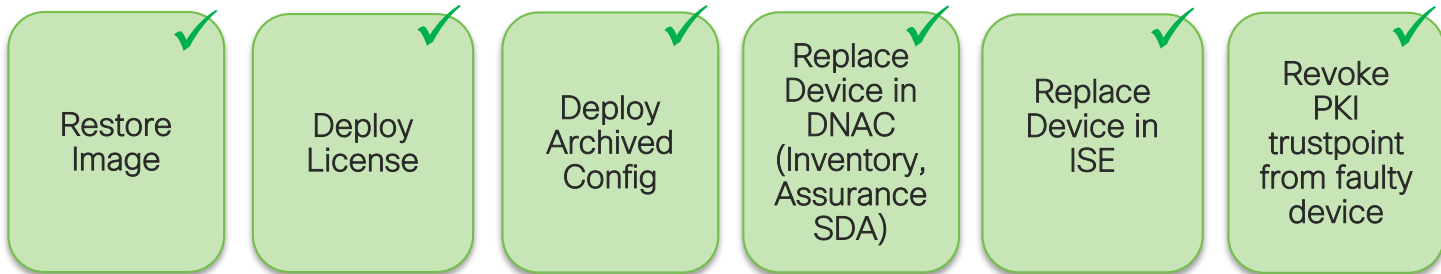 Restore
Image
Deploy
License
Deploy
Archived
Config
Replace
Device in
DNAC
(Inventory,
Assurance
SDA)
Replace
Device in
ISE
Revoke
PKI
trustpoint
from faulty
device